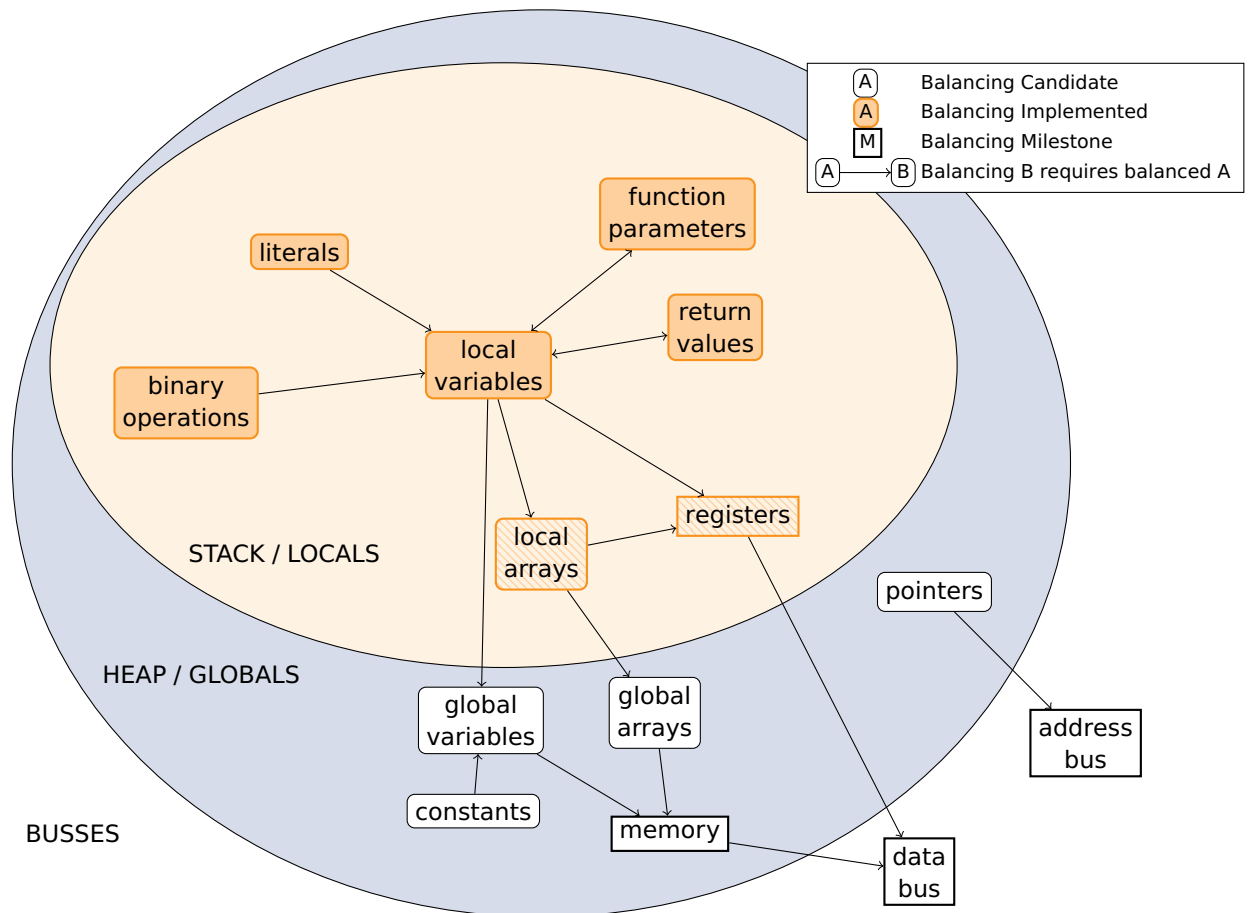 A Balancing Candidate
A Balancing Implemented
M Balancing Milestone
A B Balancing B requires balanced A
function
parameters
literals
return
values
local
variables
binary
operations
registers
local
arrays
STACK / LOCALS
pointers
HEAP / GLOBALS
global
variables
global
arrays
address
bus
constants
memory
BUSSES
data
bus